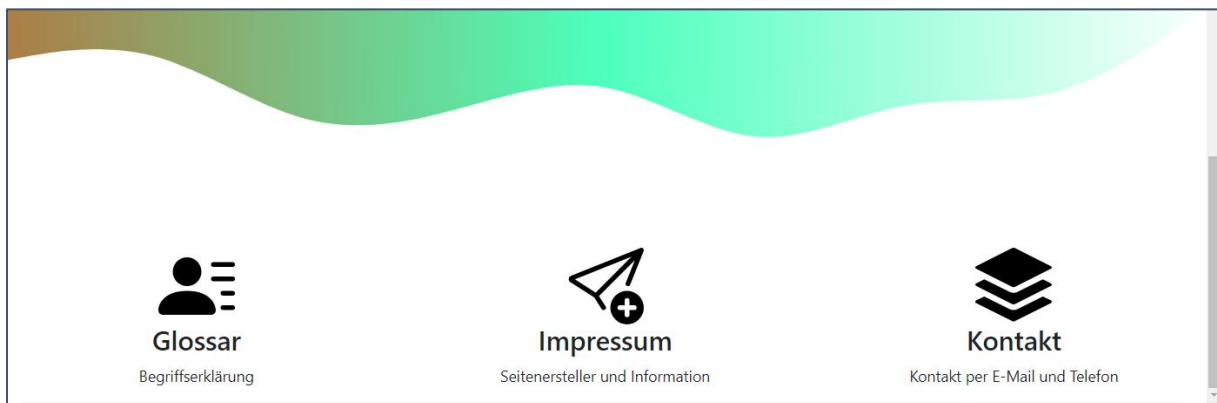 Glossar
Begriffserklärung
Impressum
Seitenersteller und Information
Kontakt
Kontakt per E-Mail und Telefon